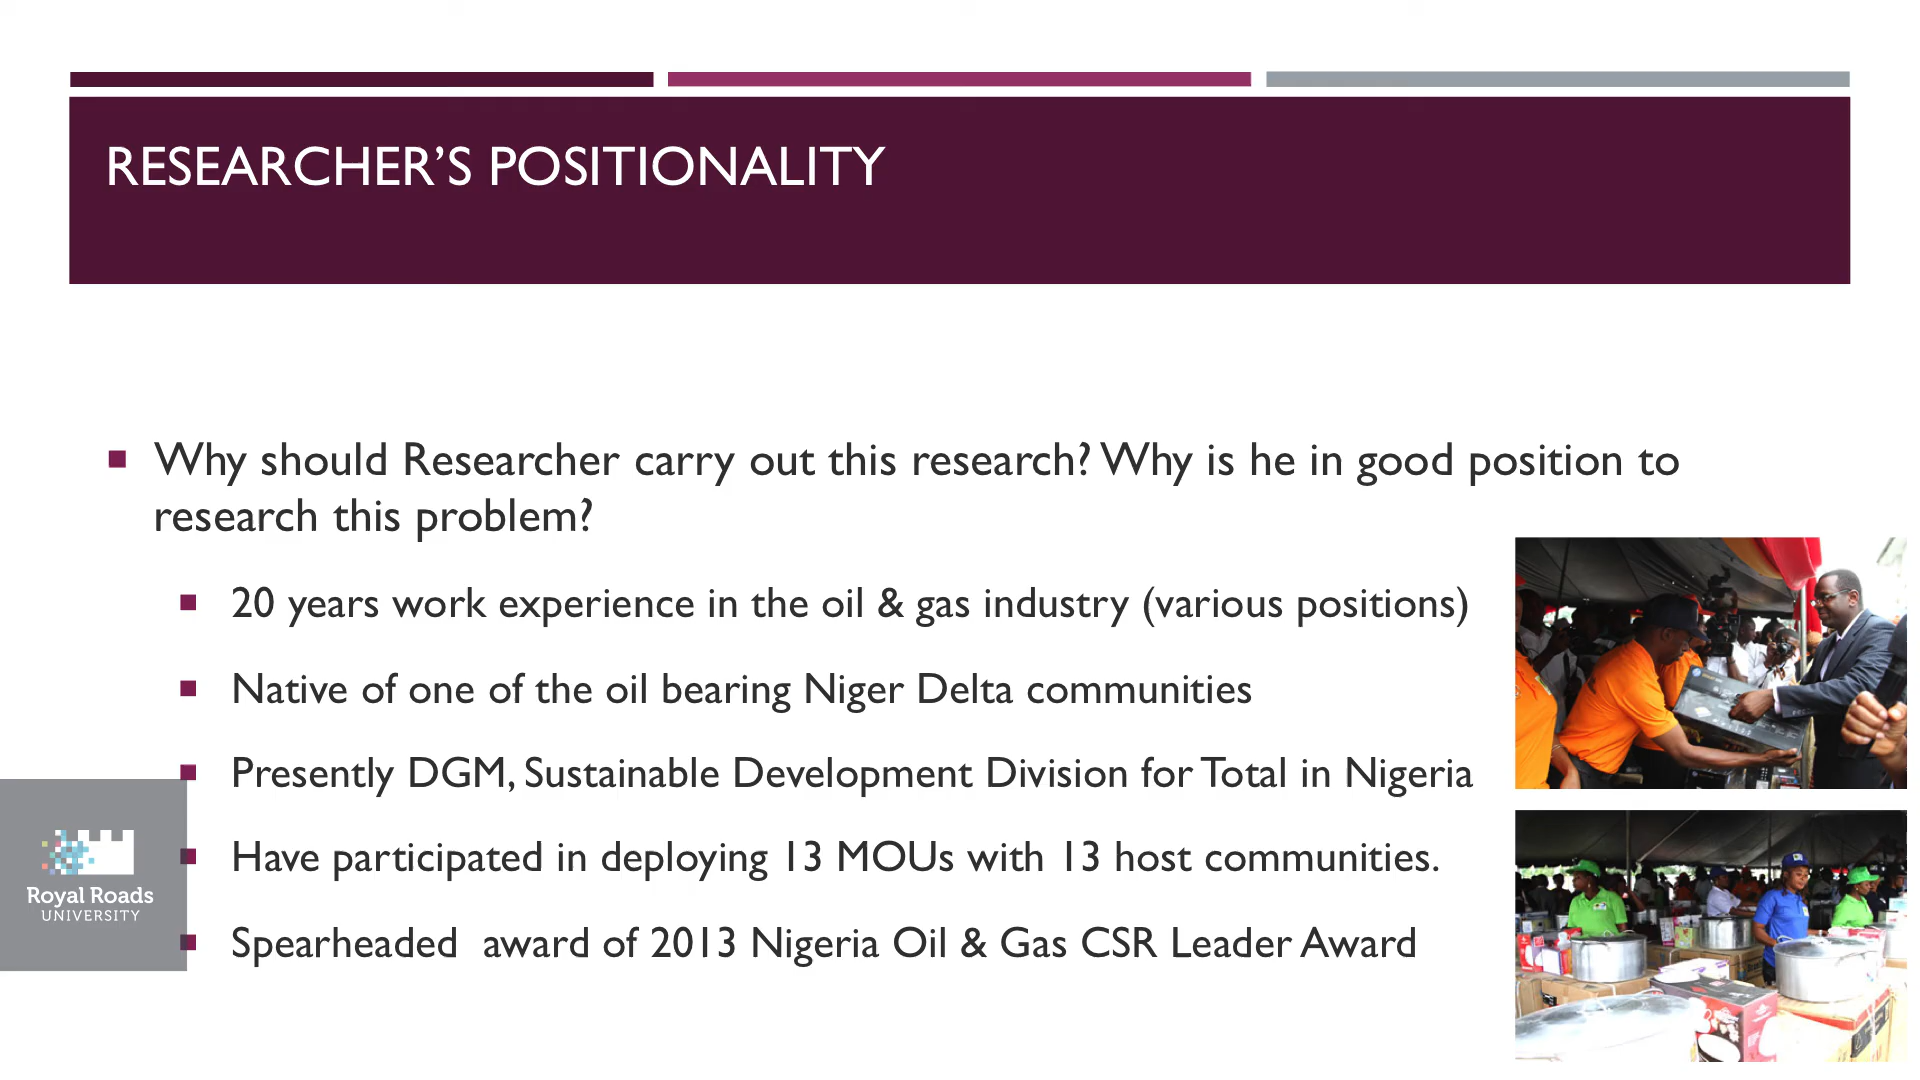 RESEARCHER’S POSITIONALITY
Why should Researcher carry out this research? Why is he in good position to
research this problem?
20 years work experience in the oil & gas industry (various positions)
Native of one of the oil bearing Niger Delta communities
Presently DGM, Sustainable Development Division for Total in Nigeria
Have participated in deploying 13 MOUs with 13 host communities.
Spearheaded award of 2013 Nigeria Oil & Gas CSR Leader Award
Royal Roads
UNIVERSITY